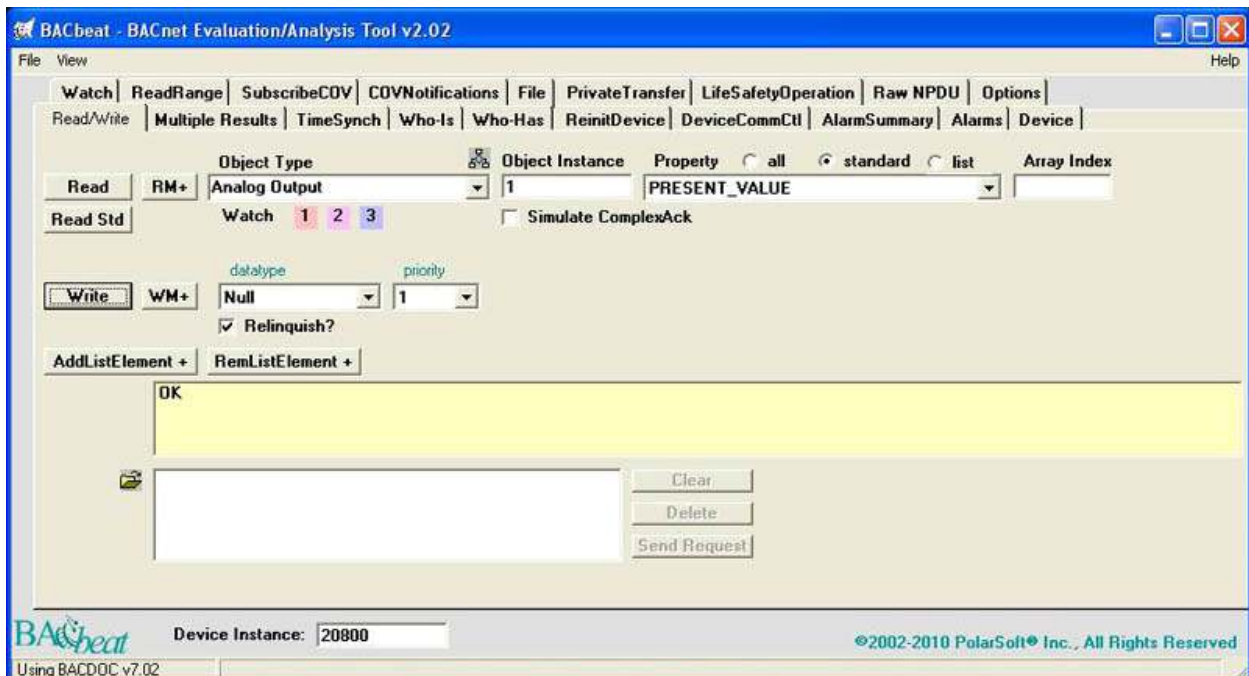 BACbeat - BACnet Evaluation/Analysis Tool v2.02
File View Help
Watch ReadRange SubscribeCOV COVNotifications File PrivateTransfer LifeSafetyOperation Raw NPDU Options
Read/Write Multiple Results TimeSynch Who-Is Who-Has ReinitDevice DeviceCommCtl AlarmSummary Alarms Device
Object Type Object Instance Property all standard list Array Index
Read RM+ Analog Output 1 PRESENT_VALUE
Read Std Watch 1 2 3 Simulate ComplexAck
datatype priority
Write WM+ Null 1
Relinquish?
AddListElement + RemListElement +
OK
Clear
Delete
Send Request
BACbeat Device Instance: 20800 ©2002-2010 PolarSoft® Inc., All Rights Reserved
Using BACDOC v7.02